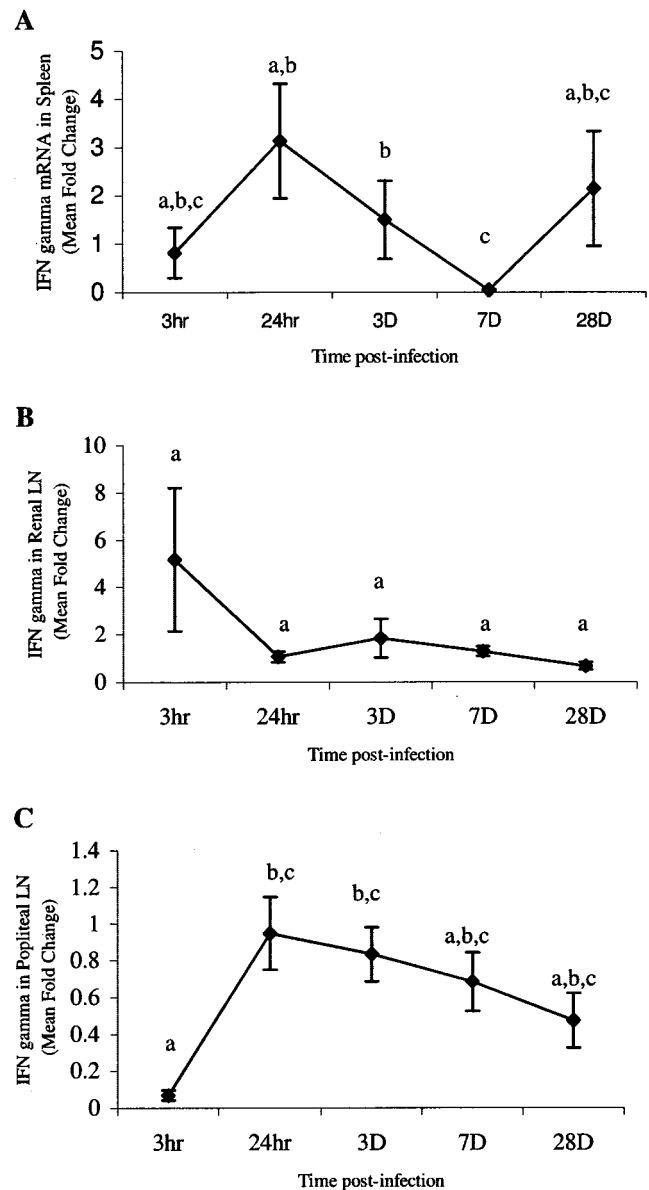 A
IFN gamma mRNA in Spleen
(Mean Fold Change)
5
4
3
2
1
0
a,b,c
a,b
b
c
a,b,c
3hr 24hr 3D 7D 28D
Time post-infection
B
IFN gamma in Renal LN
(Mean Fold Change)
10
8
6
4
2
0
a
a
a
a
a
3hr 24hr 3D 7D 28D
Time post-infection
C
IFN gamma in Popliteal LN
(Mean Fold Change)
1.4
1.2
1
0.8
0.6
0.4
0.2
0
a
b,c
b,c
a,b,c
a,b,c
3hr 24hr 3D 7D 28D
Time post-infection